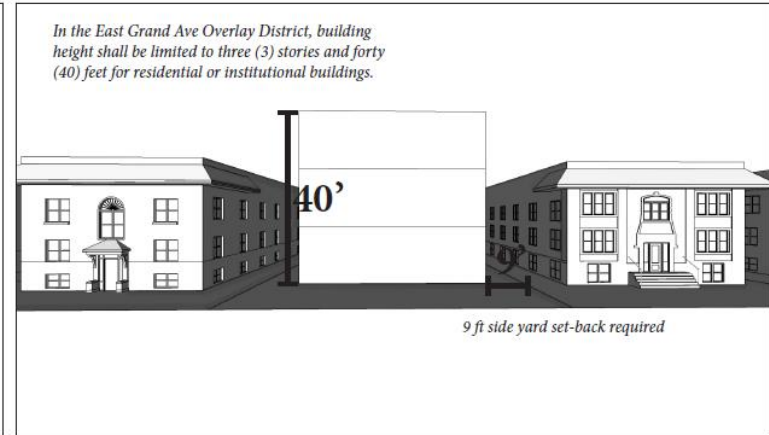 In the East Grand Ave Overlay District, building
height shall be limited to three (3) stories and forty
(40) feet for residential or institutional buildings.
40’
9’
9 ft side yard set-back required